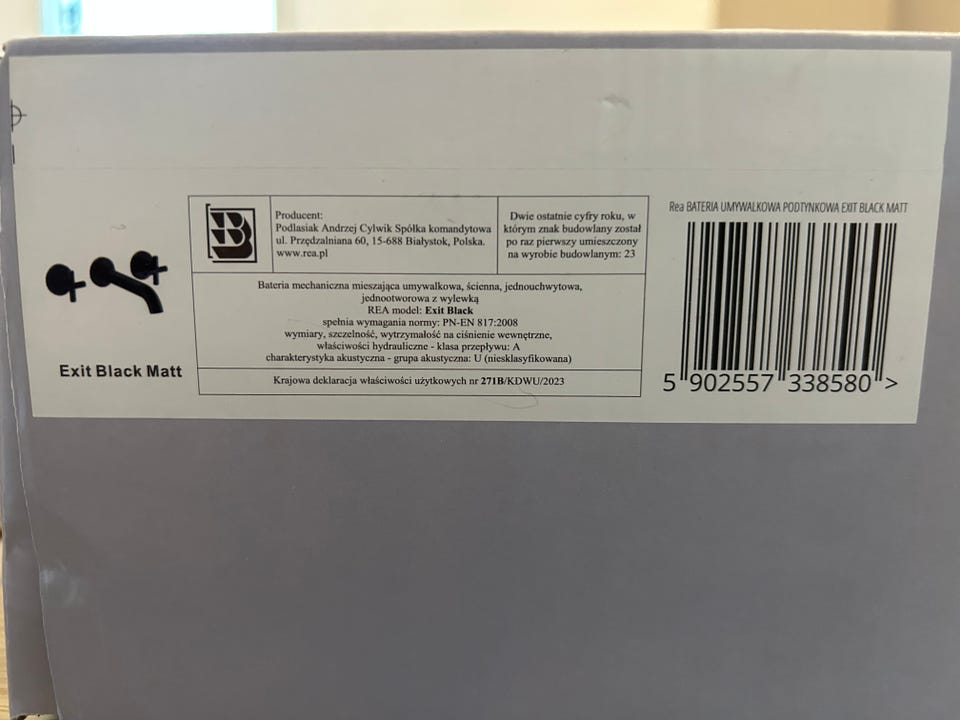 Exit Black Matt
Producent:
Podlasiak Andrzej Cylwik Spółka komandytowa
ul. Przędzalniana 60, 15-688 Białystok, Polska.
www.rea.pl
Dwie ostatnie cyfry roku, w
którym znak budowlany został
po raz pierwszy umieszczony
na wyrobie budowlanym: 23
Bateria mechaniczna mieszająca umywalkowa, ścienna, jednouchwytowa,
jednootworowa z wylewką
REA model: Exit Black
spełnia wymagania normy: PN-EN 817:2008
wymiary, szczelność, wytrzymałość na ciśnienie wewnętrzne,
właściwości hydrauliczne - klasa przepływu: A
charakterystyka akustyczna - grupa akustyczna: U (niesklasyfikowana)
Krajowa deklaracja właściwości użytkowych nr 271B/KDWU/2023
Rea BATERIA UMYWALKOWA PODTYNKOWA EXIT BLACK MATT
5 902557 338580 >